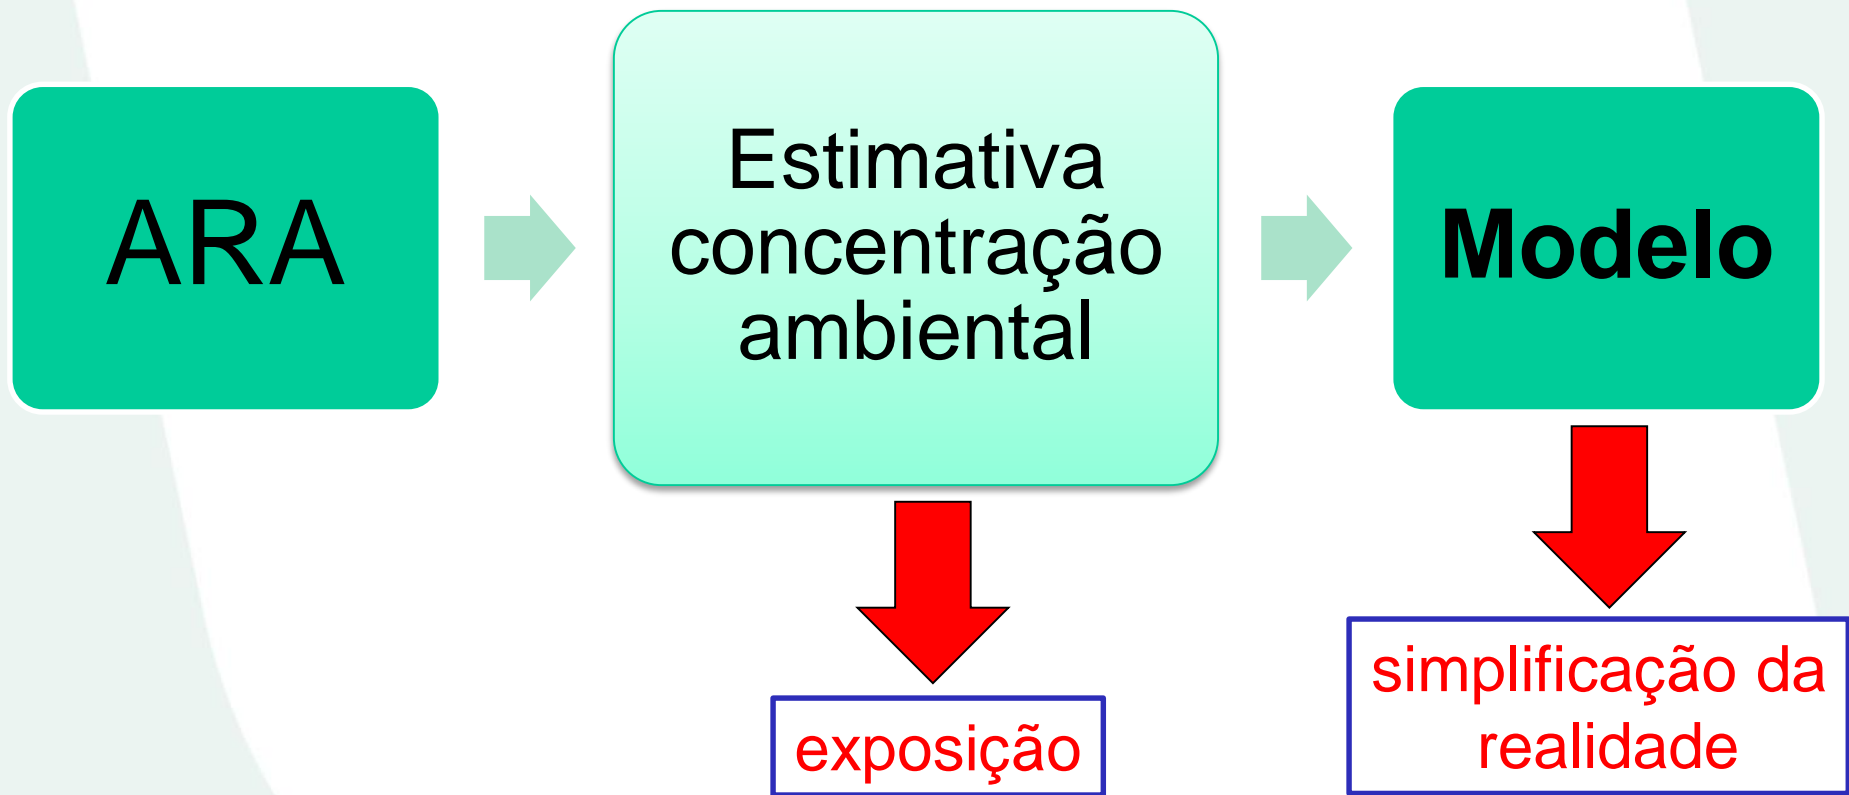 ARA
Estimativa
concentração
ambiental
Modelo
exposição
simplificação da
realidade